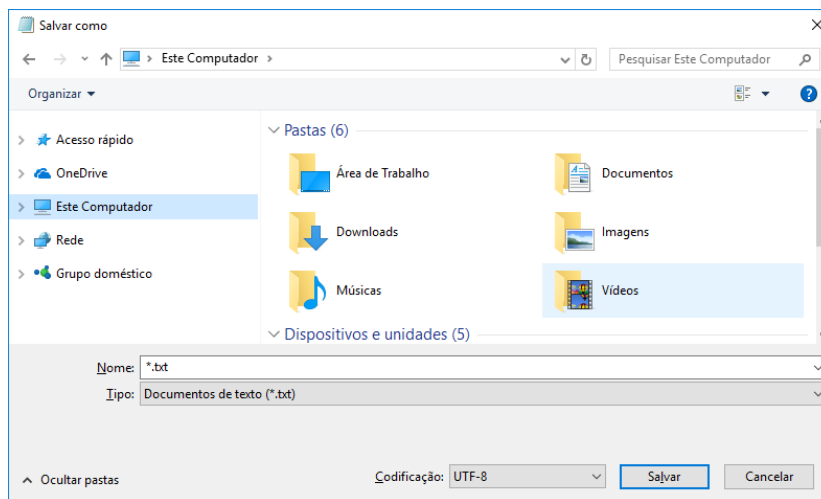 Salvar como
Este Computador
Pesquisar Este Computador
Organizar
Acesso rápido
OneDrive
Este Computador
Rede
Grupo doméstico
Pastas (6)
Área de Trabalho
Documentos
Downloads
Imagens
Músicas
Vídeos
Dispositivos e unidades (5)
Nome: *.txt
Tipo: Documentos de texto (*.txt)
Ocultar pastas
Codificação: UTF-8
Salvar
Cancelar